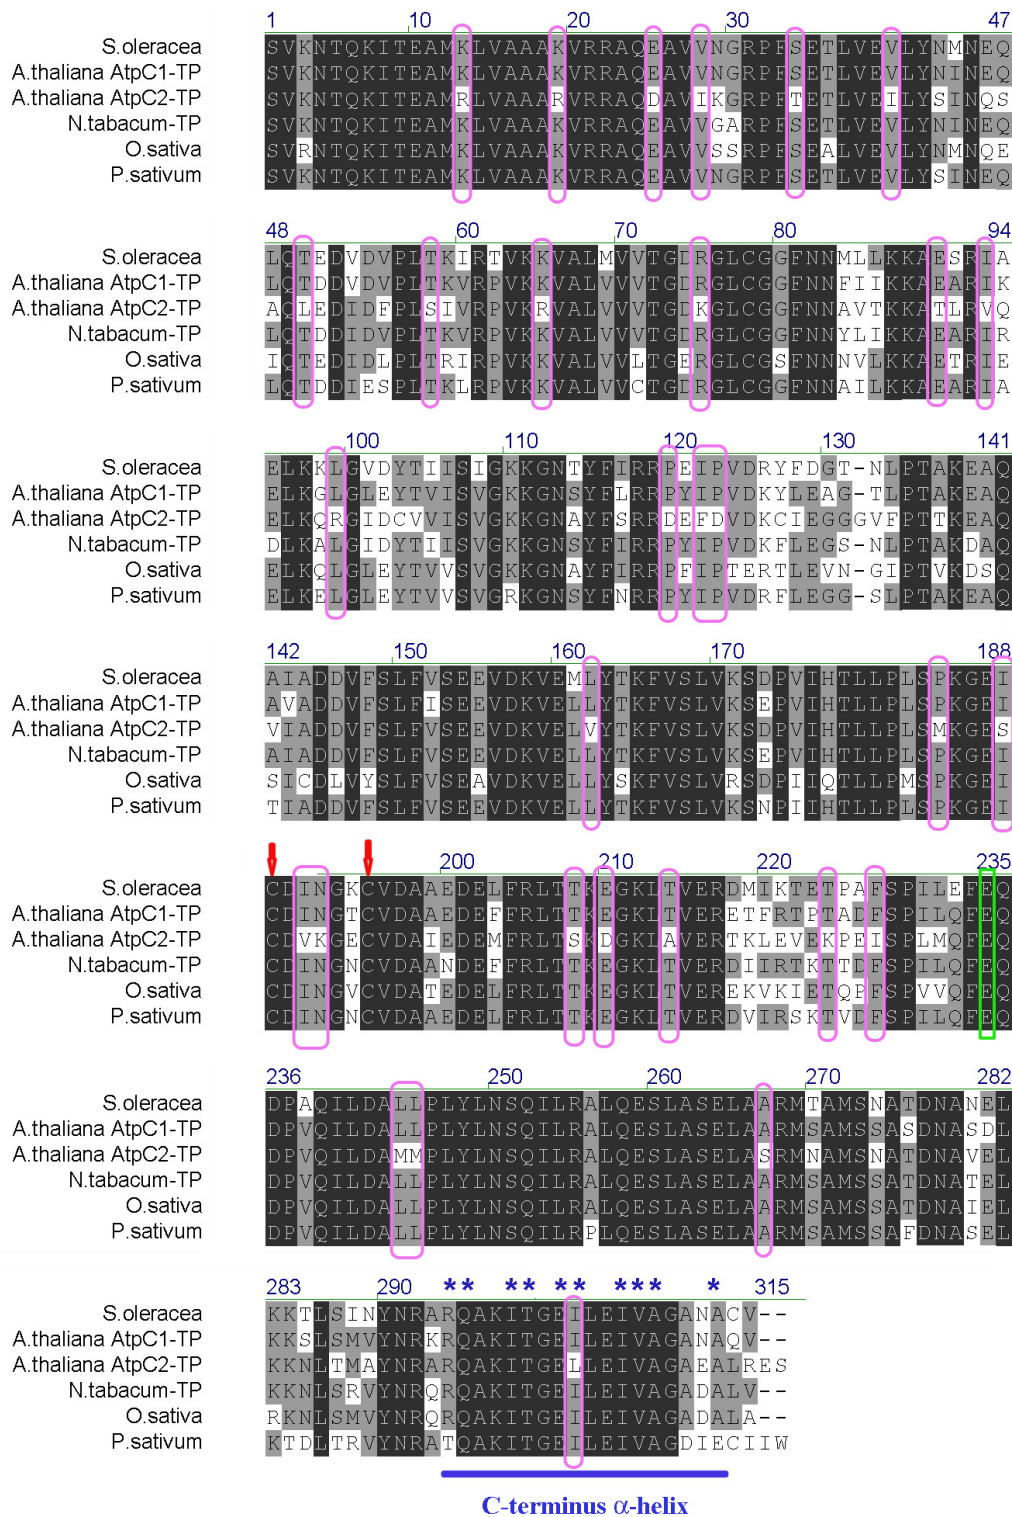 1 10 20 30 47
S.oleracea SVKNTQKITEAMKLVAAAKVRRAQEAVVNGRPFSETLVEVLYNMNEQ
A.thaliana AtpC1-TP SVKNTQKITEAMKLVAAAKVRRAQEAVVNGRPFSETLVEVLYNINEQ
A.thaliana AtpC2-TP SVKNTQKITEAMRLVAAARVRRAQDAVIKGRPFTETLVEILYSINQS
N.tabacum-TP SVKNTQKITEAMKLVAAAKVRRAQEAVVGARPFSETLVEVLYNINEQ
O.sativa SVRNTQKITEAMKLVAAAKVRRAQEAVVSSRPFSEALVEVLYNMNQE
P.sativum SVKNTQKITEAMKLVAAAKVRRAQEAVVNGRPFSETLVEVLYSINEQ
48 60 70 80 94
S.oleracea LQTEDVDVPLTKIRTVKKVALMVVTGDRGLCGGFNNMLLKKAESRIA
A.thaliana AtpC1-TP LQTDDVDVPLTKVRPVKKVALVVVTGDRGLCGGFNNFIIKKAEARIK
A.thaliana AtpC2-TP AQLEDIDFPLSIVRPVKRVALVVVTGDKGLCGGFNNAVTKKATLRVQ
N.tabacum-TP LQTDDIDVPLTKVRPVKKVALVVVTGDRGLCGGFNNYLIKKAEARIR
O.sativa IQTEDIDLPLTRIRPVKKVALVVLTGERGLCGSFNNNVLKKAETRIE
P.sativum LQTDDIESPLTKLRPVKKVALVVCTGDRGLCGGFNNAILKKAEARIA
100 110 120 130 141
S.oleracea ELKKLGVDYTIISIGKKGNTYFIRRPEIPVDRYFDGT-NLPTAKEAQ
A.thaliana AtpC1-TP ELKGLGLEYTVISVGKKGNSYFLRRPYIPVDKYLEAG-TLPTAKEAQ
A.thaliana AtpC2-TP ELKQRGIDCVVISVGKKGNAYFSRRDEFDVDKCIEGGGVFPTTKEAQ
N.tabacum-TP DLKALGIDYTIISVGKKGNSYFIRRPYIPVDKFLEGS-NLPTAKDAQ
O.sativa ELKQLGLEYTVVSVGKKGNAYFIRRPFIPTERTLEVN-GIPTVKDSQ
P.sativum ELKELGLEYTVVSVGRKGNSYFNRRPYIPVDRFLEGG-SLPTAKEAQ
142 150 160 170 188
S.oleracea AIADDVFSLFVSEEVDKVEMLYTKFVSLVKSDPVIHTLLPLSPKGEI
A.thaliana AtpC1-TP AVADDVFSLFISEEVDKVELLYTKFVSLVKSEPVIHTLLPLSPKGEI
A.thaliana AtpC2-TP VIADDVFSLFVSEEVDKVELVYTKFVSLVKSDPVIHTLLPLSMKGES
N.tabacum-TP AIADDVFSLFVSEEVDKVELLYTKFVSLVKSEPVIHTLLPLSPKGEI
O.sativa SICDLVYSLFVSEAVDKVELLYSKFVSLVRSDPIIQTLLPMSPKGEI
P.sativum TIADDVFSLFVSEEVDKVELLYTKFVSLVKSNPIIHTLLPLSPKGEI
200 210 220 235
S.oleracea CDINGKCVDAAEDELFRLTTKEGKLTVERDMIKTETPAFSPILEFEQ
A.thaliana AtpC1-TP CDINGTCVDAAEDEFFRLTTKEGKLTVERETFRTPTADFSPILQFEQ
A.thaliana AtpC2-TP CDVKGECVDAIEDEMFRLTSKDGKLAVERTKLEVEKPEISPLMQFEQ
N.tabacum-TP CDINGNCVDAANDEFFRLTTKEGKLTVERDIIRTKTTDFSPILQFEQ
O.sativa CDINGVCVDATEDELFRLTTKEGKLTVEREKVKIETQPFSPVVQFEQ
P.sativum CDINGNCVDAAEDELFRLTTKEGKLTVERDVIRSKTVDFSPILQFEQ
236 250 260 270 282
S.oleracea DPAQILDALLPLYLNSQILRALQESLASELAARMTAMSNATDNANEL
A.thaliana AtpC1-TP DPVQILDALLPLYLNSQILRALQESLASELAARMSAMSSASDNASDL
A.thaliana AtpC2-TP DPVQILDAMMPLYLNSQILRALQESLASELASRMNAMSNATDNAVEL
N.tabacum-TP DPVQILDALLPLYLNSQILRALQESLASELAARMSAMSSATDNATEL
O.sativa DPVQILDALLPLYLNSQILRALQESLASELAARMSAMSSATDNAIEL
P.sativum DPVQILDALLPLYLNSQILRPLQESLASELAARMSAMSSAFDNASEL
283 290 ** ** ** *** * 315
S.oleracea KKTLSINYNRARQAKITGEILEIVAGANACV--
A.thaliana AtpC1-TP KKSLSMVYNRKRQAKITGEILEIVAGANAQV--
A.thaliana AtpC2-TP KKNLTMAYNRARQAKITGELLEIVAGAEALRES
N.tabacum-TP KKNLSRVYNRQRQAKITGEILEIVAGADALV--
O.sativa RKNLSMVYNRQRQAKITGEILEIVAGADALA--
P.sativum KTDLTRVYNRATQAKITGEILEIVAGDIECIIW
C-terminus α-helix